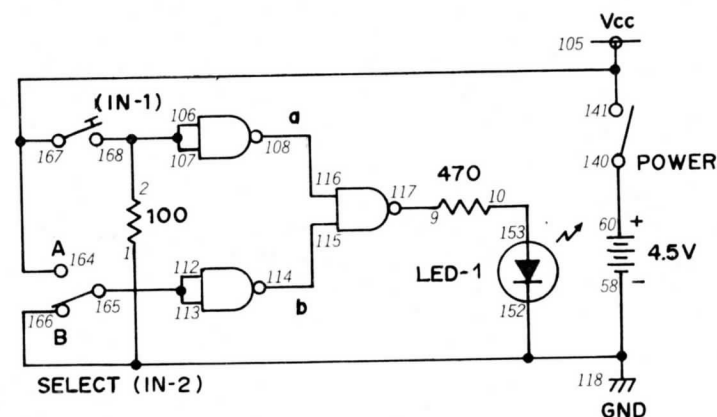 Vcc
105
(IN-1)
106
a
141
167
168
107
108
140
POWER
2
116
117
470
100
115
9
10
60
+
1
153
4.5V
A
164
112
114
LED-1
58
-
165
113
b
166
B
152
118
SELECT (IN-2)
GND